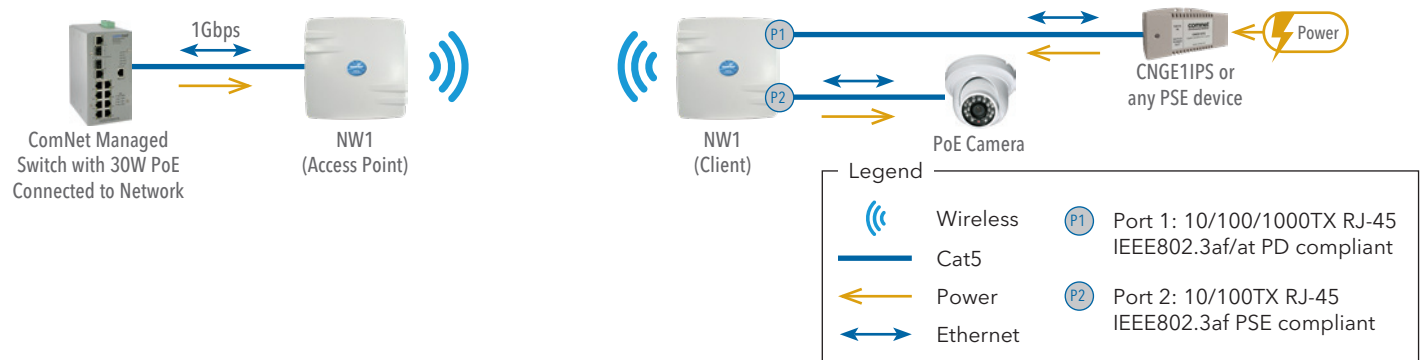 1Gbps
ComNet Managed
Switch with 30W PoE
Connected to Network
NW1
(Access Point)
NW1
(Client)
P1
P2
PoE Camera
comnet
CNGE1IPS or
any PSE device
Power
Legend
Wireless
Cat5
Power
Ethernet
P1
Port 1: 10/100/1000TX RJ-45
IEEE802.3af/at PD compliant
P2
Port 2: 10/100TX RJ-45
IEEE802.3af PSE compliant